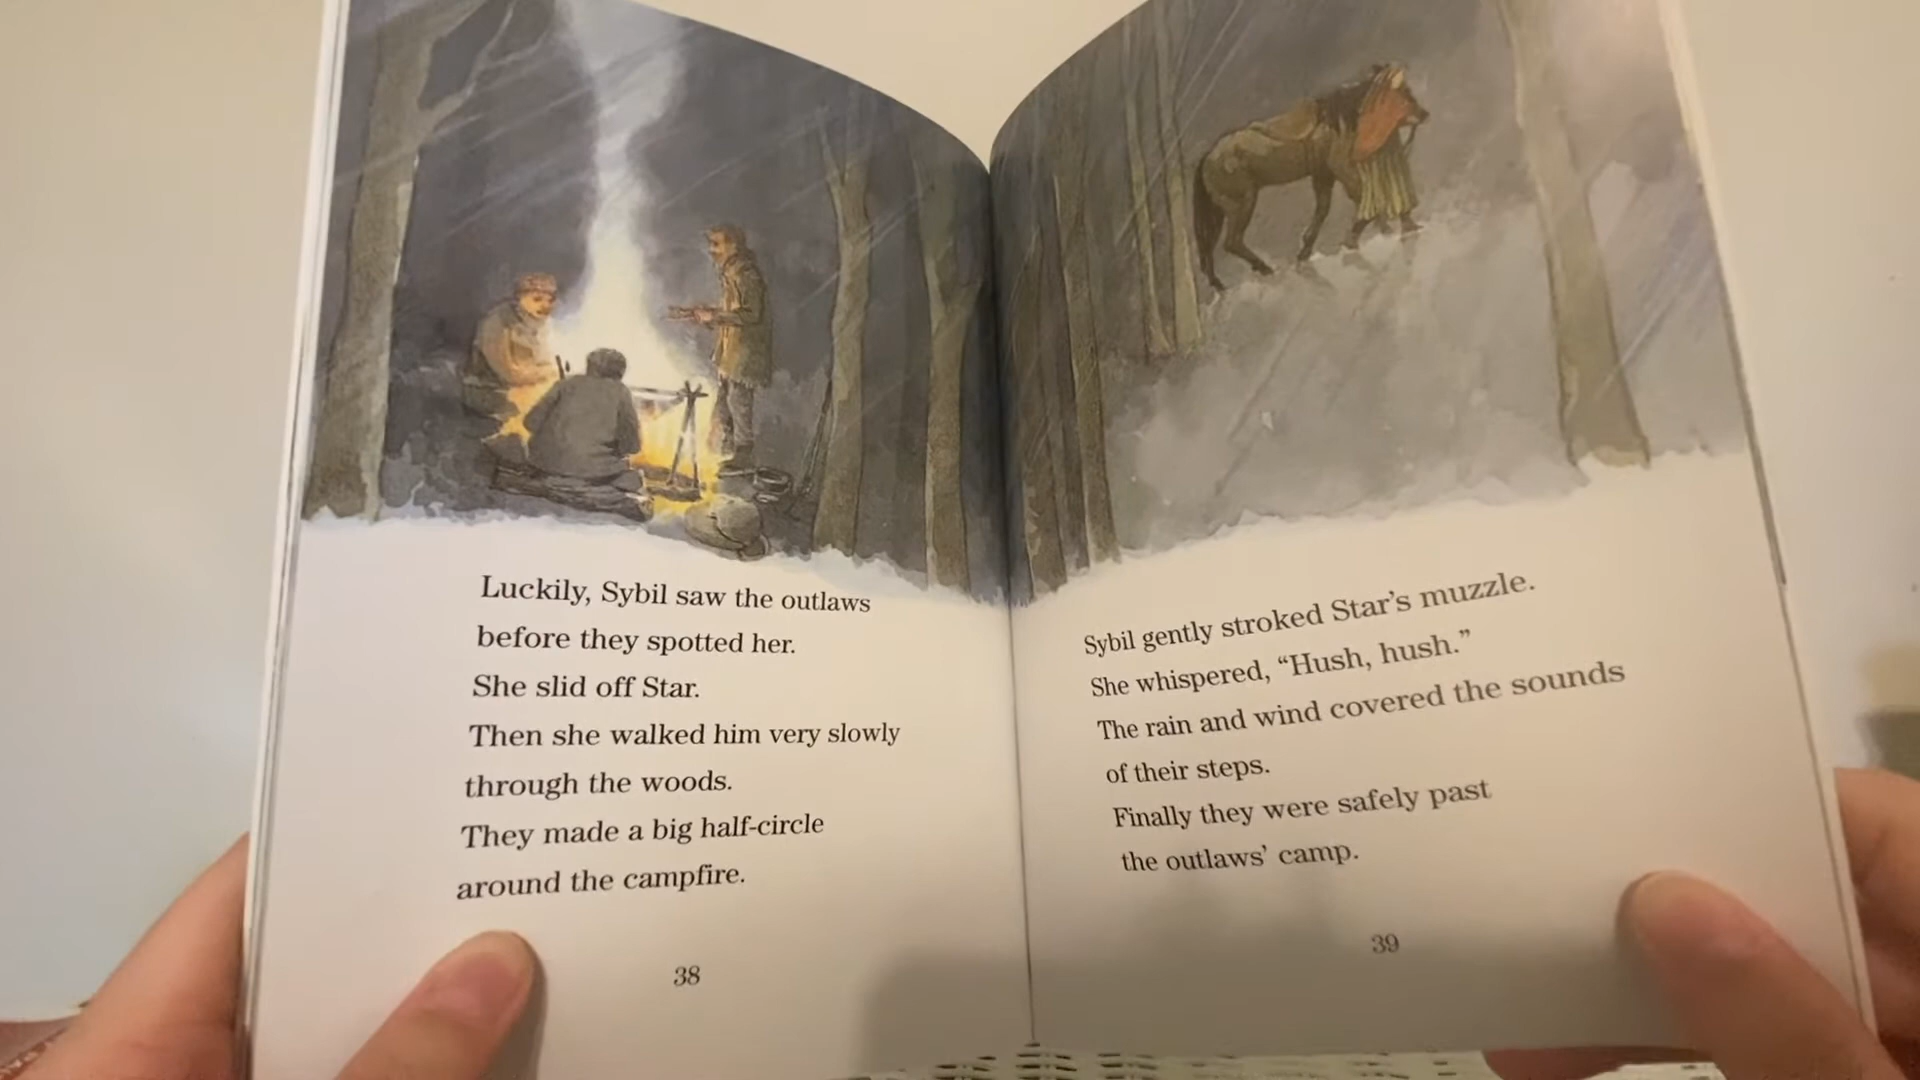 Luckily, Sybil saw the outlaws
before they spotted her.
She slid off Star.
Then she walked him very slowly
through the woods.
They made a big half-circle
around the campfire.
38
Sybil gently stroked Star’s muzzle.
She whispered, “Hush, hush.”
The rain and wind covered the sounds
of their steps.
Finally they were safely past
the outlaws’ camp.
39